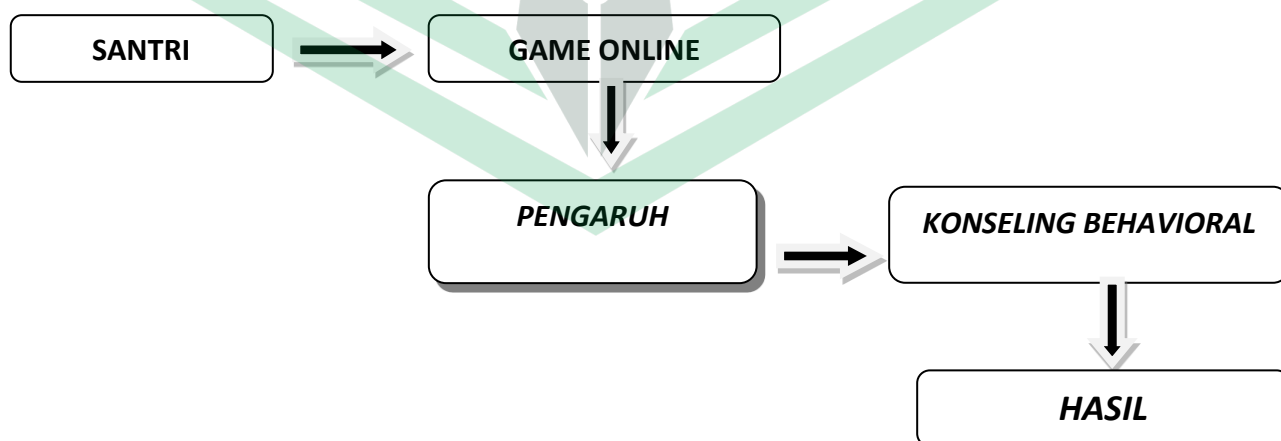 SANTRI
GAME ONLINE
PENGARUH
KONSELING BEHAVIORAL
HASIL